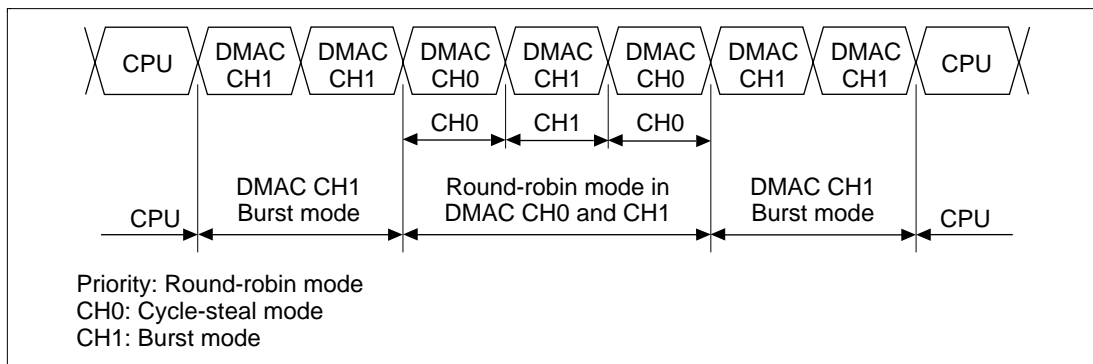 CPU DMAC CH1 DMAC CH1 DMAC CH0 DMAC CH1 DMAC CH0 DMAC CH1 DMAC CH1 CPU
CH0 CH1 CH0
DMAC CH1
Burst mode
Round-robin mode in
DMAC CH0 and CH1
DMAC CH1
Burst mode
CPU CPU
Priority: Round-robin mode
CH0: Cycle-steal mode
CH1: Burst mode